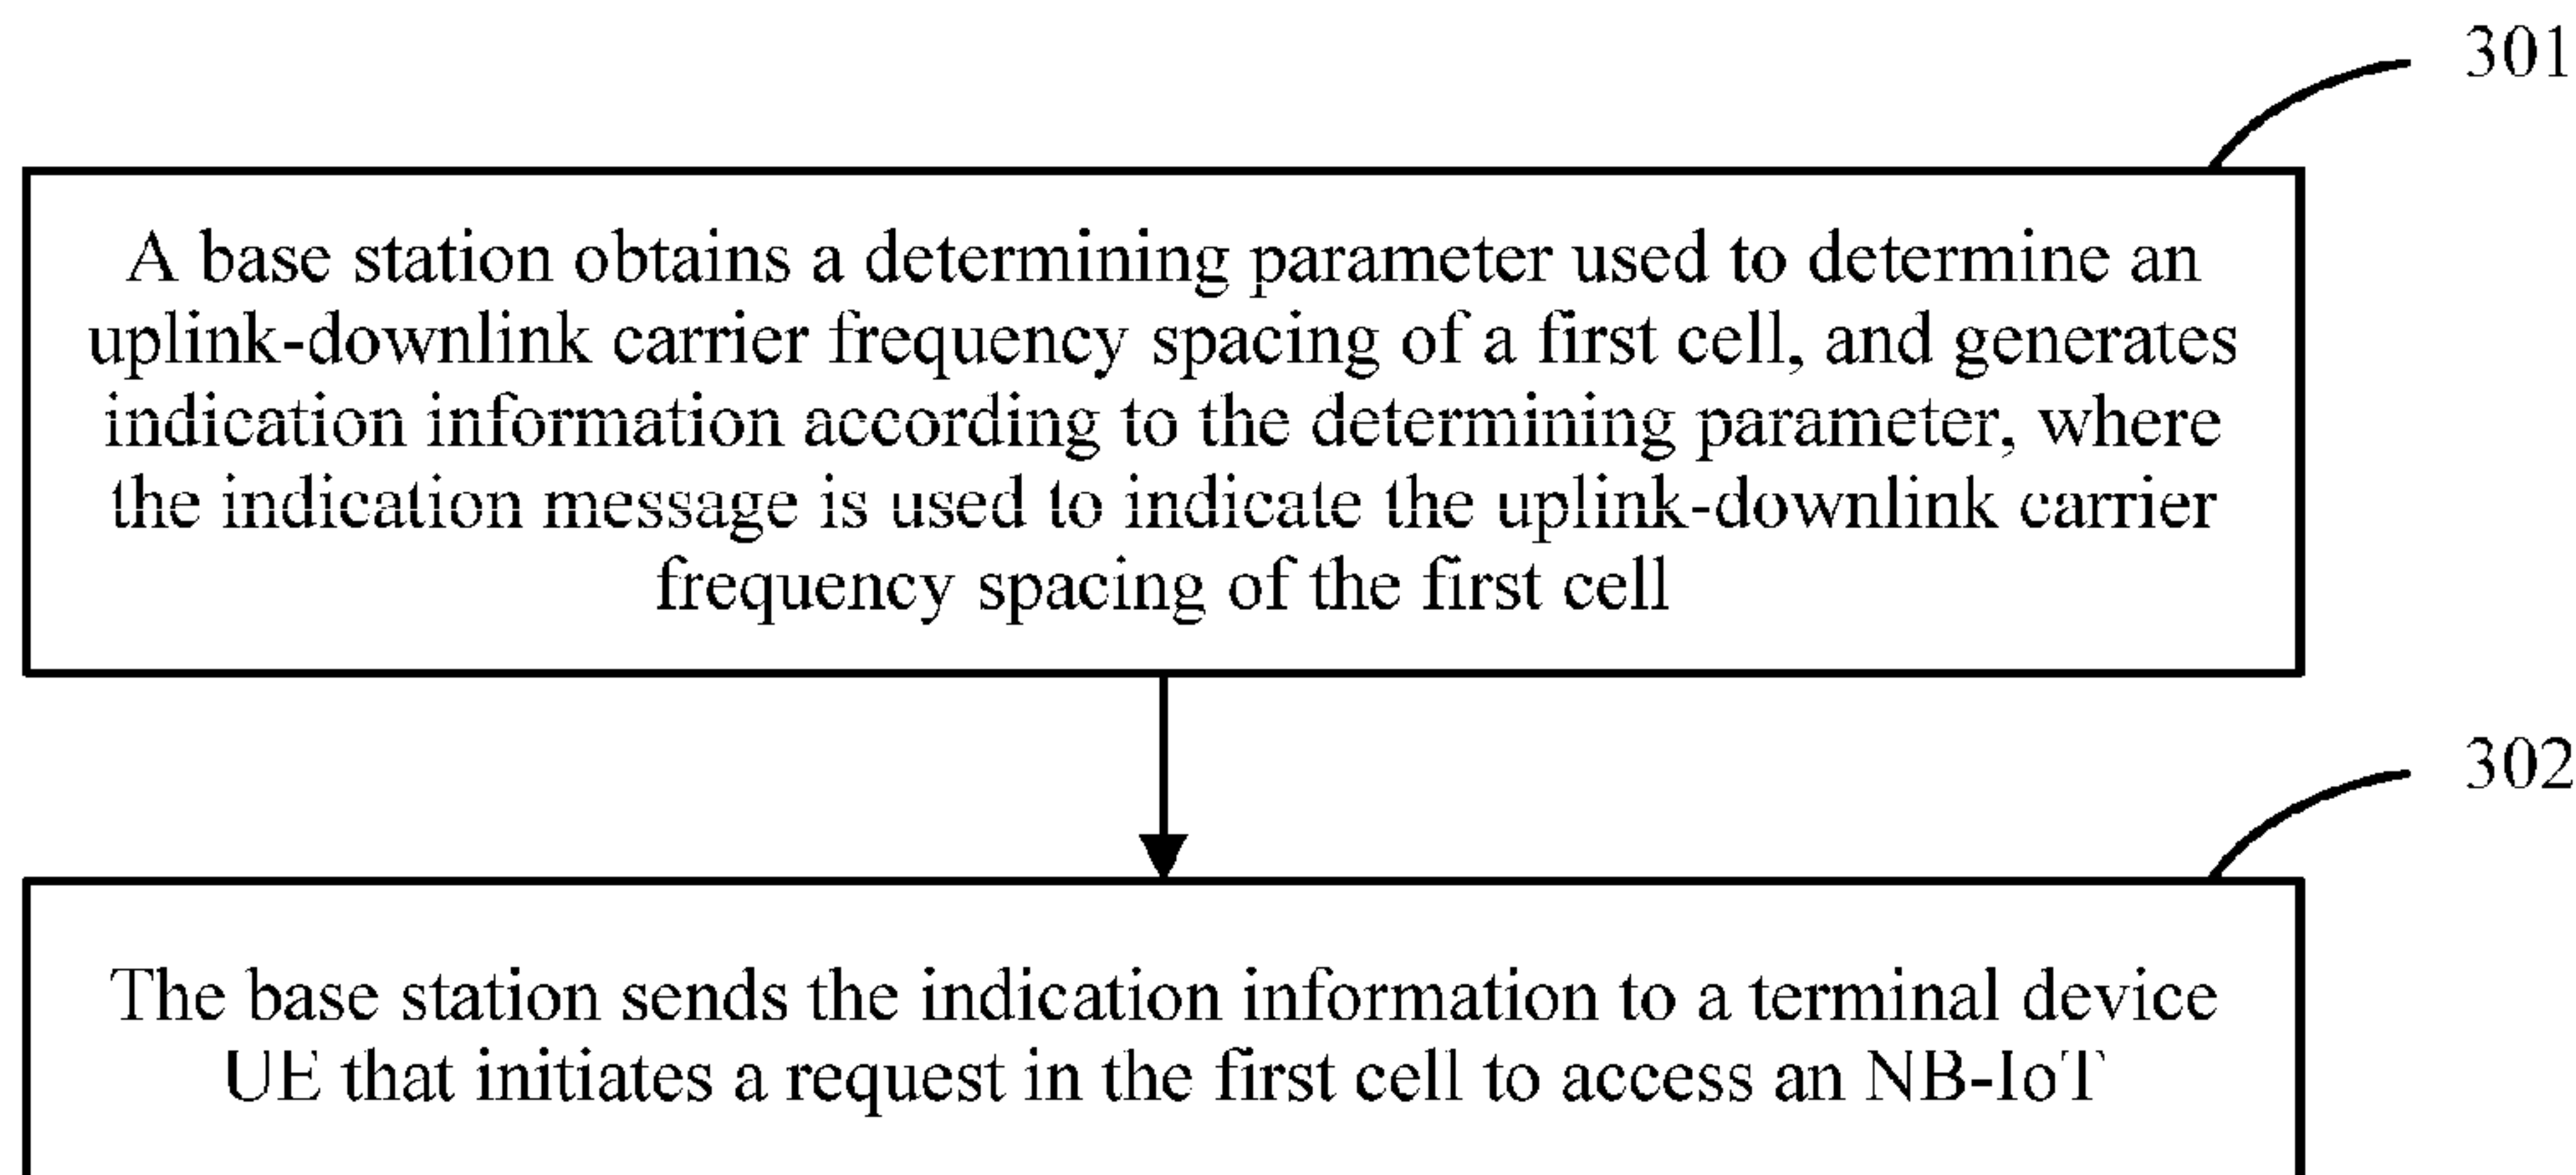 301
A base station obtains a determining parameter used to determine an
uplink-downlink carrier frequency spacing of a first cell, and generates
indication information according to the determining parameter, where
the indication message is used to indicate the uplink-downlink carrier
frequency spacing of the first cell
302
The base station sends the indication information to a terminal device
UE that initiates a request in the first cell to access an NB-IoT